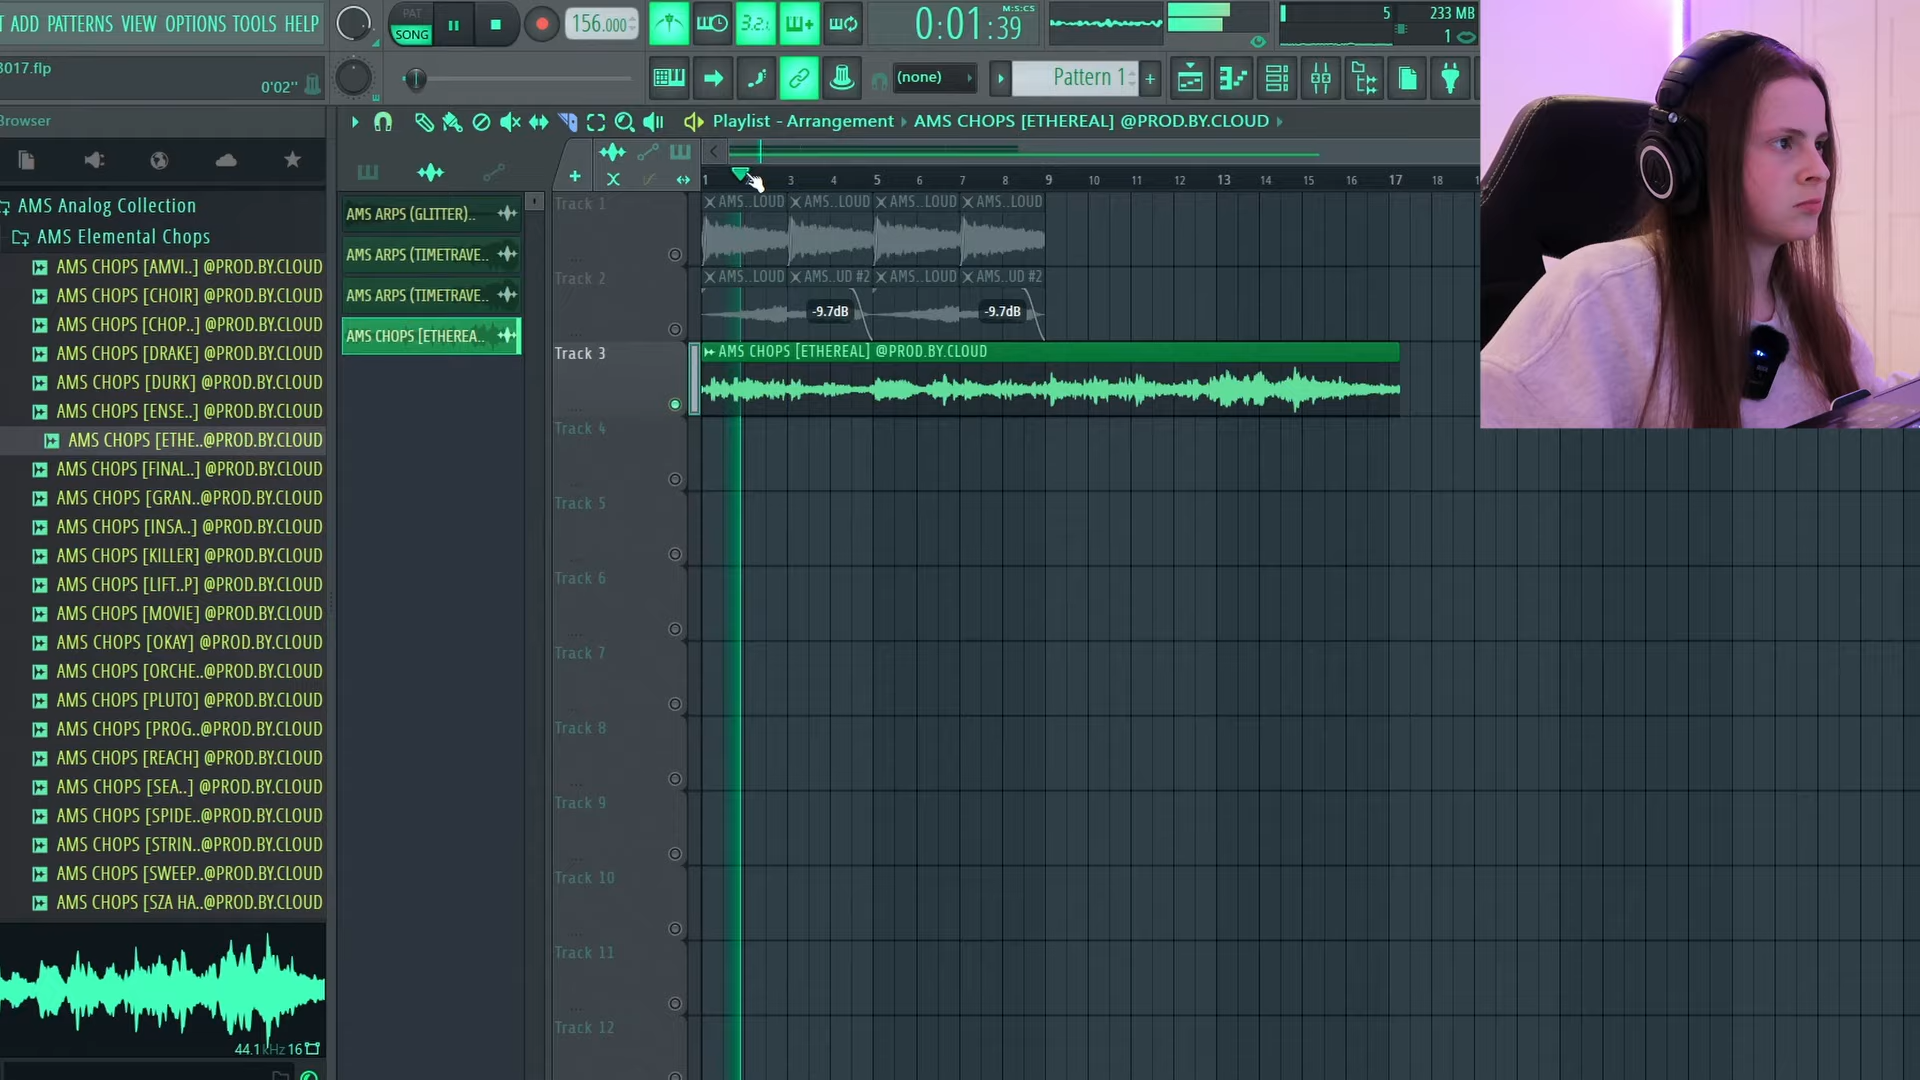 T ADD PATTERNS VIEW OPTIONS TOOLS HELP
PAT
SONG
156.000
3.2.
0:01:39
M:S:CS
5
233 MB
1
3017.flp
0'02"
(none)
Pattern 1
Browser
Playlist - Arrangement › AMS CHOPS [ETHEREAL] @PROD.BY.CLOUD
1 3 4 5 6 7 8 9 10 11 12 13 14 15 16 17 18
AMS Analog Collection
AMS Elemental Chops
AMS CHOPS [AMVI..] @PROD.BY.CLOUD
AMS CHOPS [CHOIR] @PROD.BY.CLOUD
AMS CHOPS [CHOP..] @PROD.BY.CLOUD
AMS CHOPS [DRAKE] @PROD.BY.CLOUD
AMS CHOPS [DURK] @PROD.BY.CLOUD
AMS CHOPS [ENSE..] @PROD.BY.CLOUD
AMS CHOPS [ETHE..@PROD.BY.CLOUD
AMS CHOPS [FINAL..] @PROD.BY.CLOUD
AMS CHOPS [GRAN..@PROD.BY.CLOUD
AMS CHOPS [INSA..] @PROD.BY.CLOUD
AMS CHOPS [KILLER] @PROD.BY.CLOUD
AMS CHOPS [LIFT..P] @PROD.BY.CLOUD
AMS CHOPS [MOVIE] @PROD.BY.CLOUD
AMS CHOPS [OKAY] @PROD.BY.CLOUD
AMS CHOPS [ORCHE..@PROD.BY.CLOUD
AMS CHOPS [PLUTO] @PROD.BY.CLOUD
AMS CHOPS [PROG..@PROD.BY.CLOUD
AMS CHOPS [REACH] @PROD.BY.CLOUD
AMS CHOPS [SEA..] @PROD.BY.CLOUD
AMS CHOPS [SPIDE..@PROD.BY.CLOUD
AMS CHOPS [STRIN..@PROD.BY.CLOUD
AMS CHOPS [SWEEP..@PROD.BY.CLOUD
AMS CHOPS [SZA HA..@PROD.BY.CLOUD
44.1kHz 16
AMS ARPS (GLITTER)..
AMS ARPS (TIMETRAVE..
AMS ARPS (TIMETRAVE..
AMS CHOPS [ETHEREA..
Track 1
AMS..LOUD AMS..LOUD AMS..LOUD AMS..LOUD
Track 2
AMS..LOUD AMS..UD #2 AMS..LOUD AMS..UD #2
-9.7dB -9.7dB
Track 3
AMS CHOPS [ETHEREAL] @PROD.BY.CLOUD
Track 4
Track 5
Track 6
Track 7
Track 8
Track 9
Track 10
Track 11
Track 12